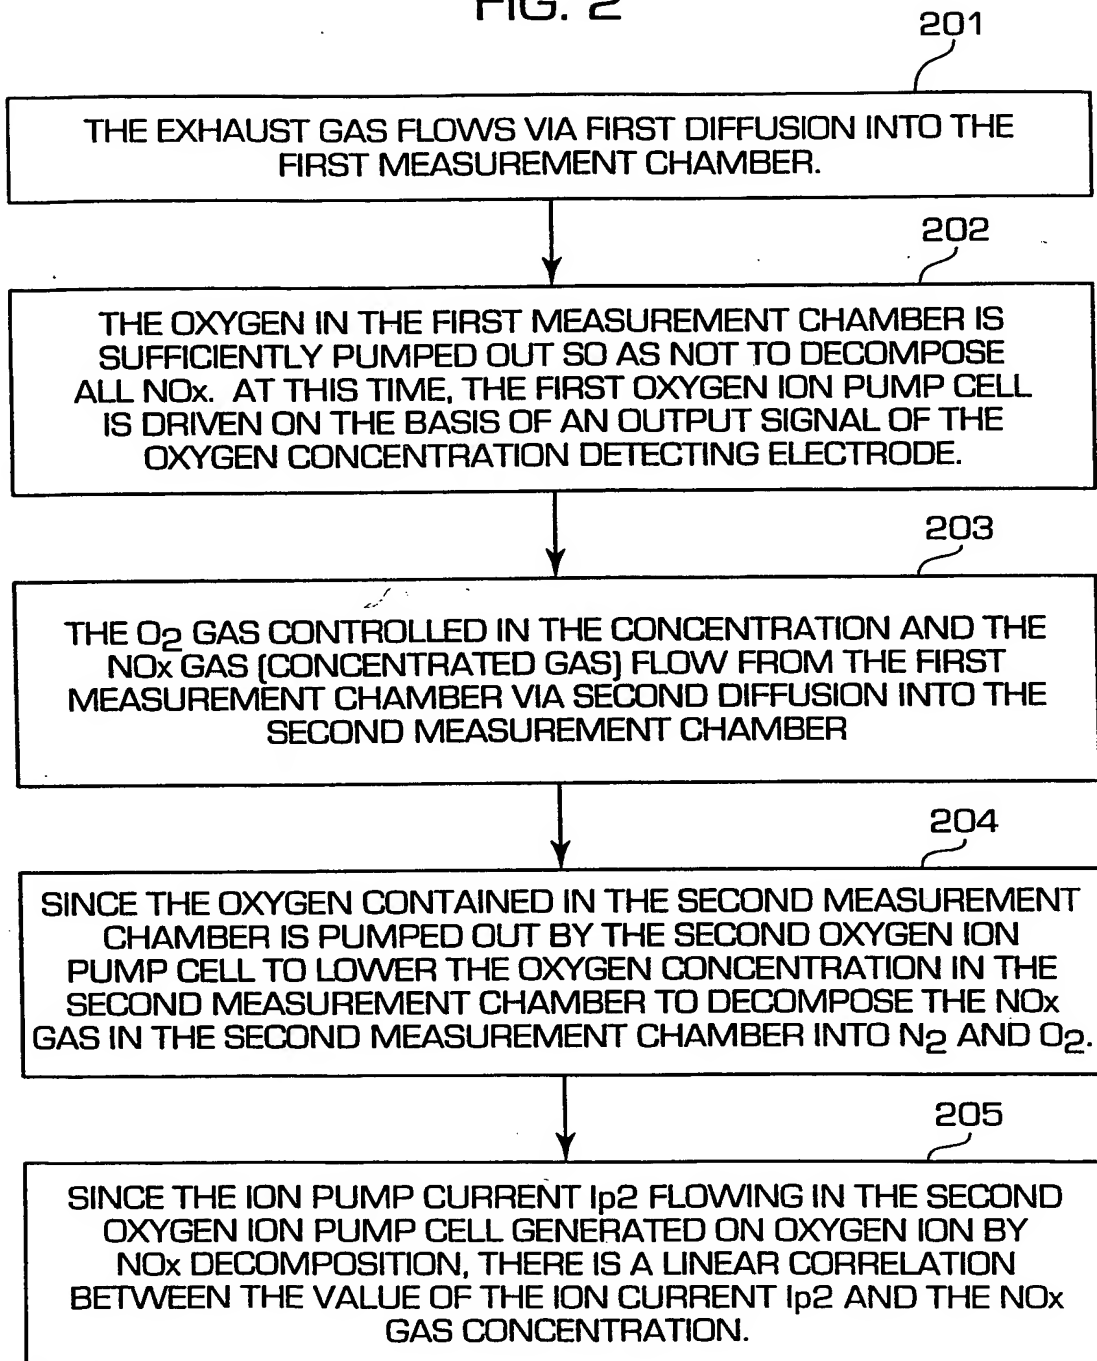 FIG. 2
201
THE EXHAUST GAS FLOWS VIA FIRST DIFFUSION INTO THE
FIRST MEASUREMENT CHAMBER.
202
THE OXYGEN IN THE FIRST MEASUREMENT CHAMBER IS
SUFFICIENTLY PUMPED OUT SO AS NOT TO DECOMPOSE
ALL NOx. AT THIS TIME, THE FIRST OXYGEN ION PUMP CELL
IS DRIVEN ON THE BASIS OF AN OUTPUT SIGNAL OF THE
OXYGEN CONCENTRATION DETECTING ELECTRODE.
203
THE O2 GAS CONTROLLED IN THE CONCENTRATION AND THE
NOx GAS (CONCENTRATED GAS) FLOW FROM THE FIRST
MEASUREMENT CHAMBER VIA SECOND DIFFUSION INTO THE
SECOND MEASUREMENT CHAMBER
204
SINCE THE OXYGEN CONTAINED IN THE SECOND MEASUREMENT
CHAMBER IS PUMPED OUT BY THE SECOND OXYGEN ION
PUMP CELL TO LOWER THE OXYGEN CONCENTRATION IN THE
SECOND MEASUREMENT CHAMBER TO DECOMPOSE THE NOx
GAS IN THE SECOND MEASUREMENT CHAMBER INTO N2 AND O2.
205
SINCE THE ION PUMP CURRENT Ip2 FLOWING IN THE SECOND
OXYGEN ION PUMP CELL GENERATED ON OXYGEN ION BY
NOx DECOMPOSITION, THERE IS A LINEAR CORRELATION
BETWEEN THE VALUE OF THE ION CURRENT Ip2 AND THE NOx
GAS CONCENTRATION.